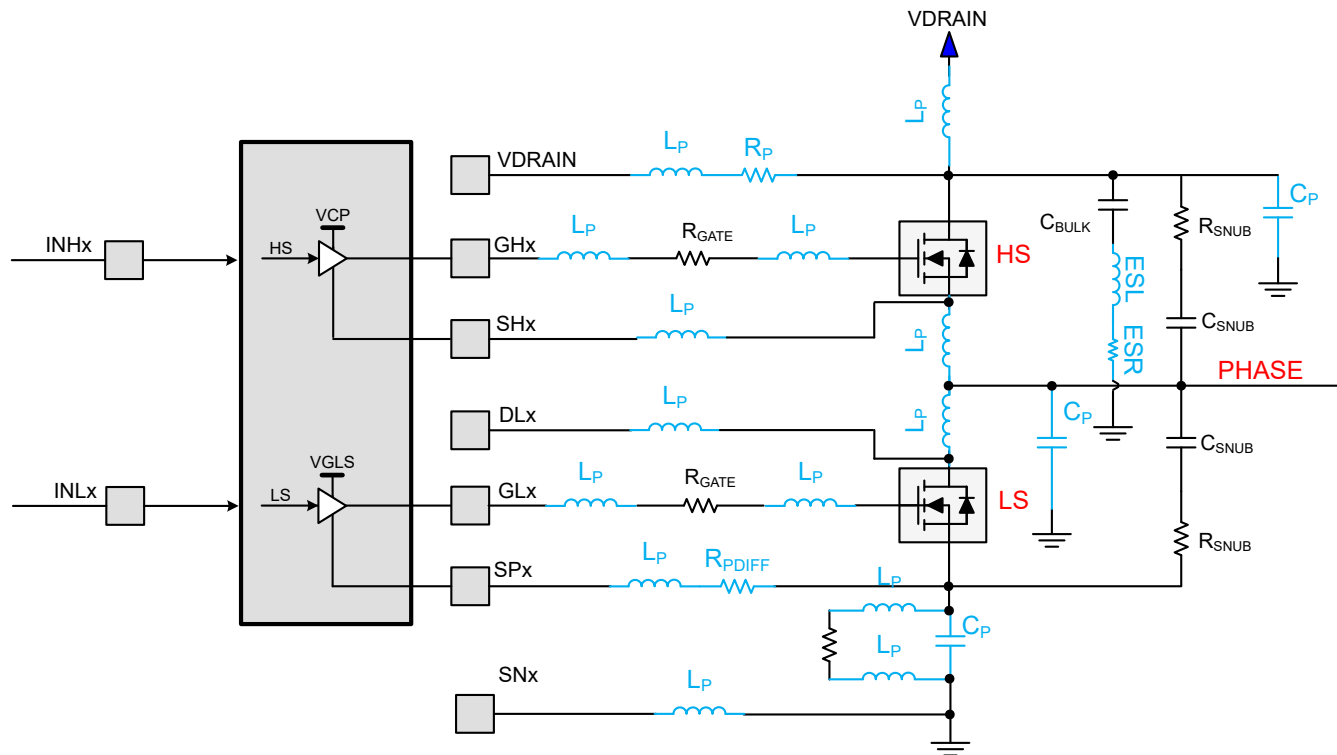 VDRAIN
LP
VDRAIN
LP
RP
CP
INHx
HS
VCP
GHx
LP
RGATE
LP
HS
CBULK
RSNUB
ESL
SHx
LP
LP
CSNUB
ESR
PHASE
DLx
LP
LP
CP
CSNUB
INLx
LS
VGLS
GLx
LP
RGATE
LP
LS
RSNUB
SPx
LP
RPDIFF
LP
CP
LP
SNx
LP